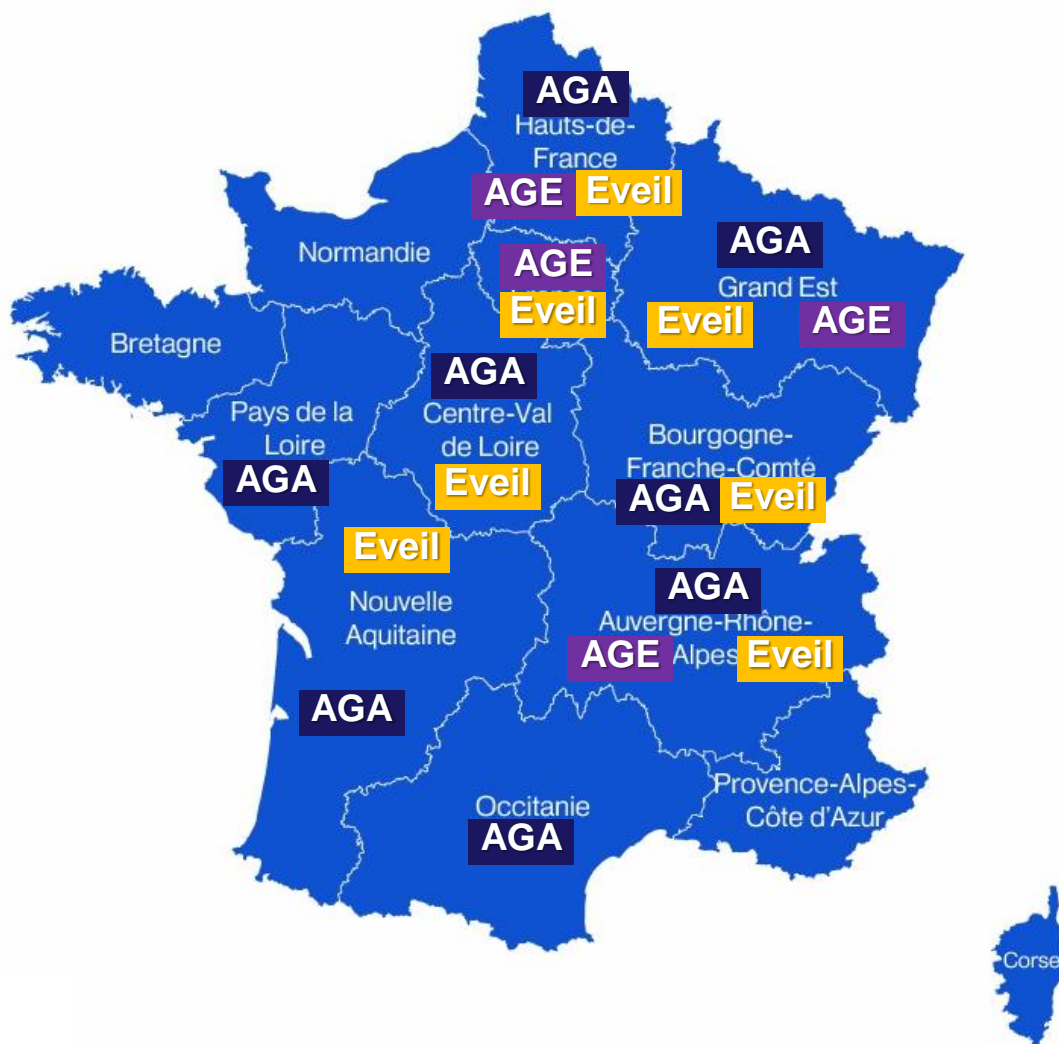 AGA
Hauts-de-
France
AGE
Eveil
AGA
Normandie
AGE
Grand Est
Eveil
Eveil
AGE
Bretagne
AGA
Pays de la
Loire
Centre-Val
de Loire
Bourgogne-
Franche-Comté
AGA
Eveil
AGA
Eveil
Eveil
AGA
Nouvelle
Aquitaine
Auvergne-Rhône-
Alpes
AGE
Eveil
AGA
Provence-Alpes-
Côte d'Azur
Occitanie
AGA
Corse